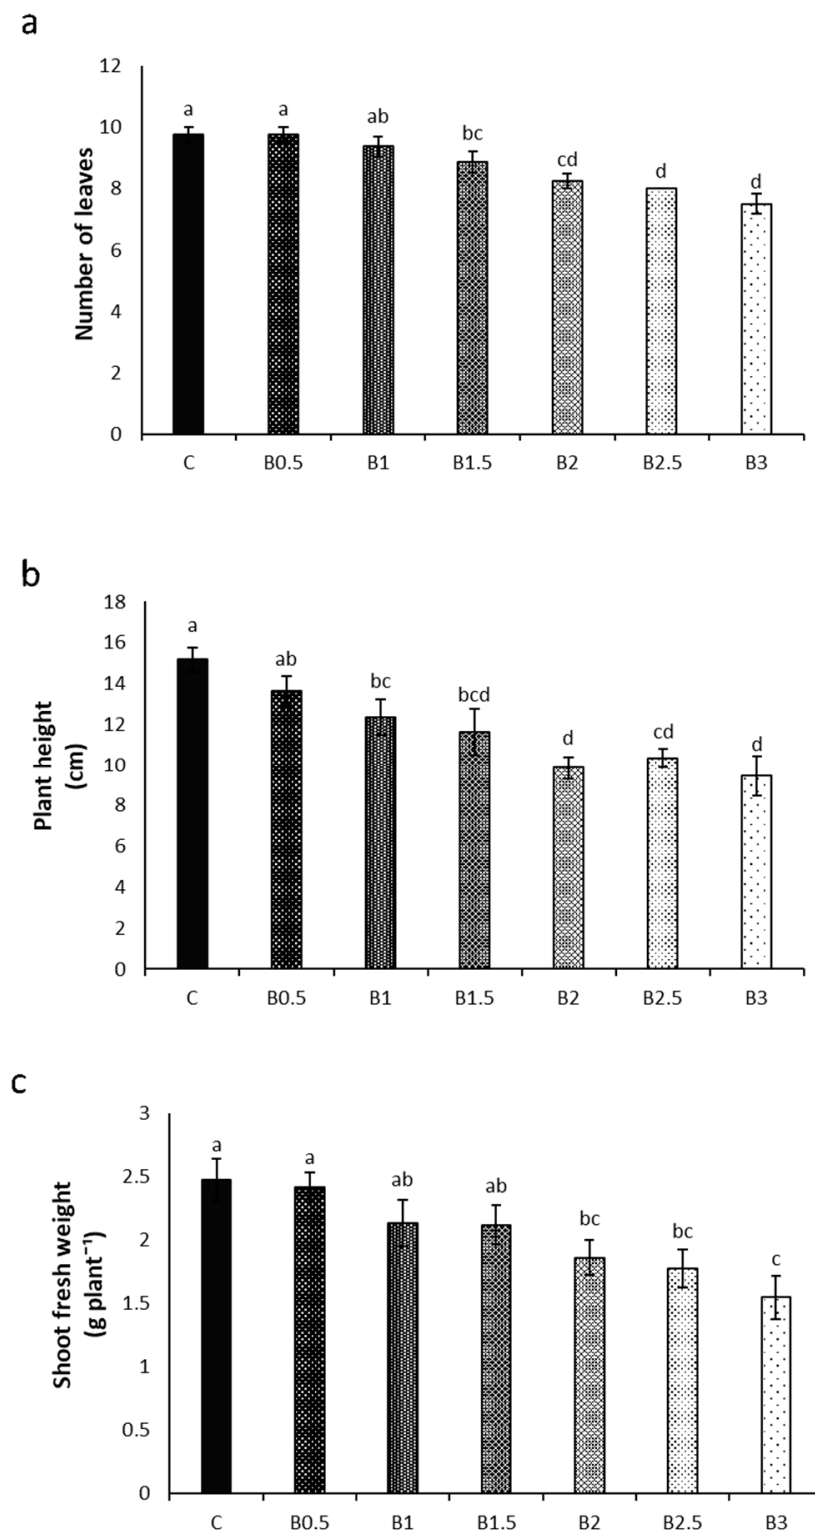 a
12
10
8
6
4
2
0
Number of leaves
a a ab bc cd d d
C B0.5 B1 B1.5 B2 B2.5 B3
b
18
16
14
12
10
8
6
4
2
0
Plant height
(cm)
a ab bc bcd d cd d
C B0.5 B1 B1.5 B2 B2.5 B3
c
3
2.5
2
1.5
1
0.5
0
Shoot fresh weight
(g plant⁻¹)
a a ab ab bc bc c
C B0.5 B1 B1.5 B2 B2.5 B3